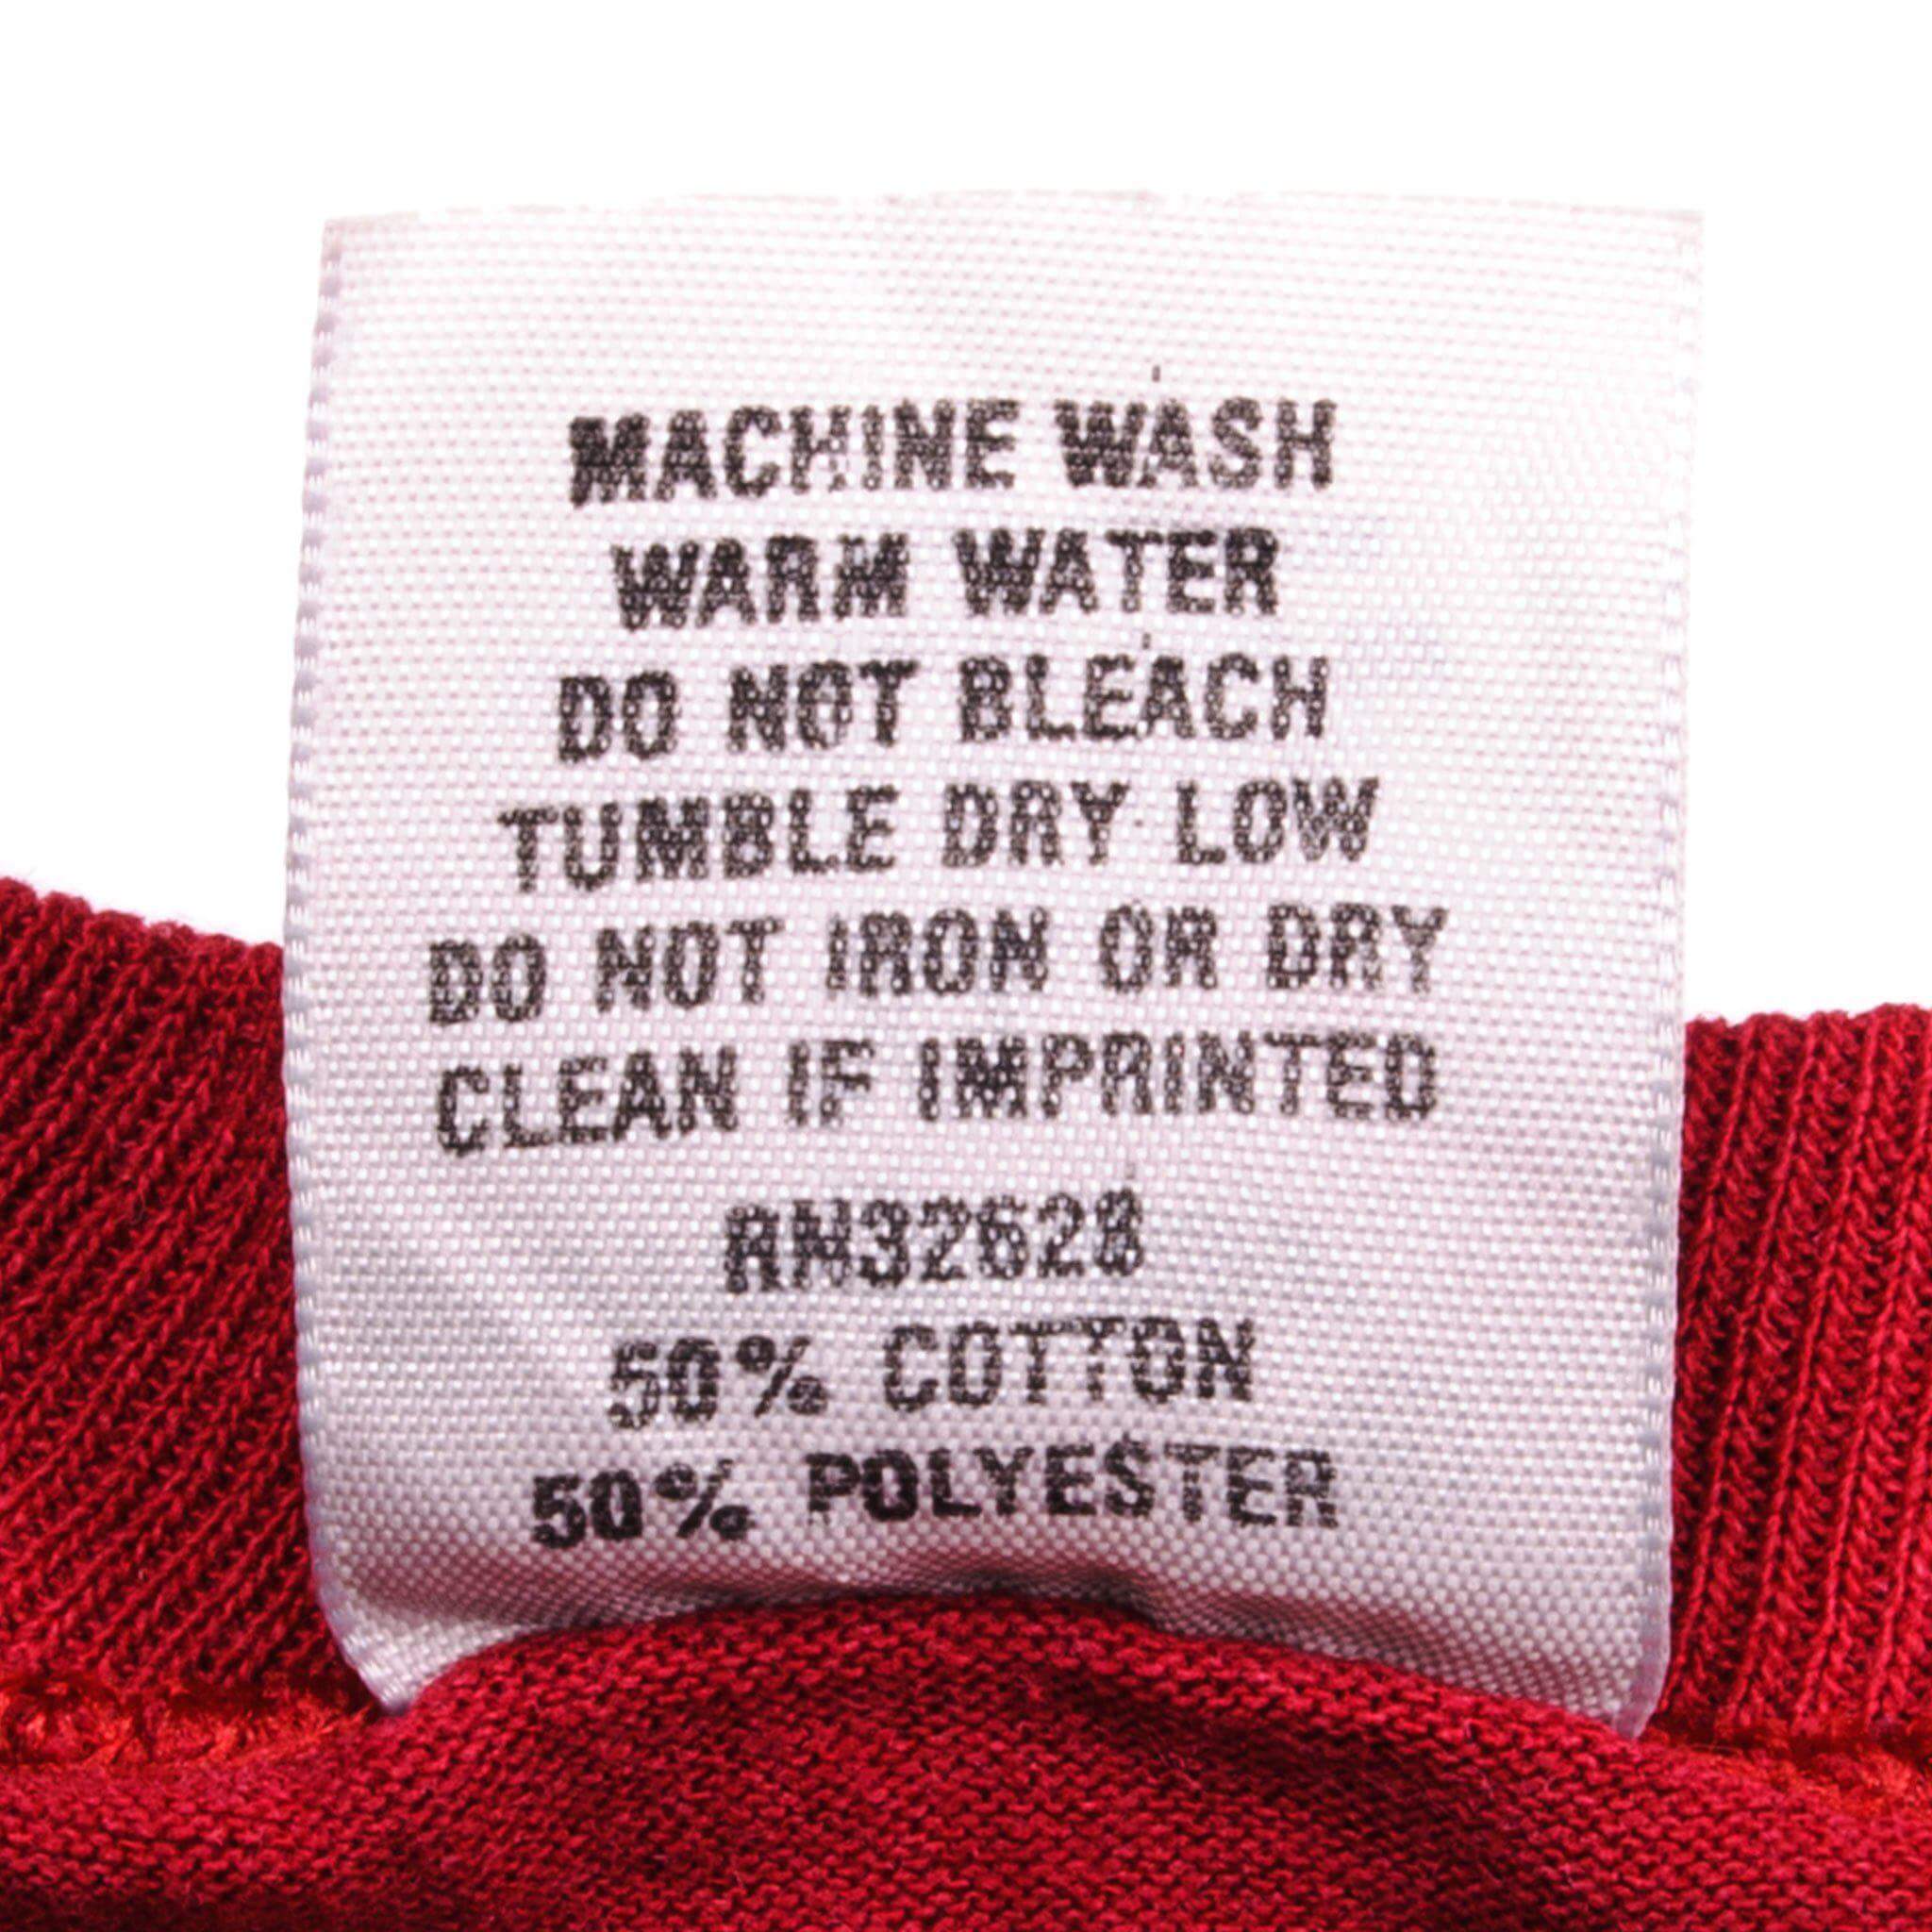 MACHINE WASH
WARM WATER
DO NOT BLEACH
TUMBLE DRY LOW
DO NOT IRON OR DRY
CLEAN IF IMPRINTED
RN32628
50% COTTON
50% POLYESTER